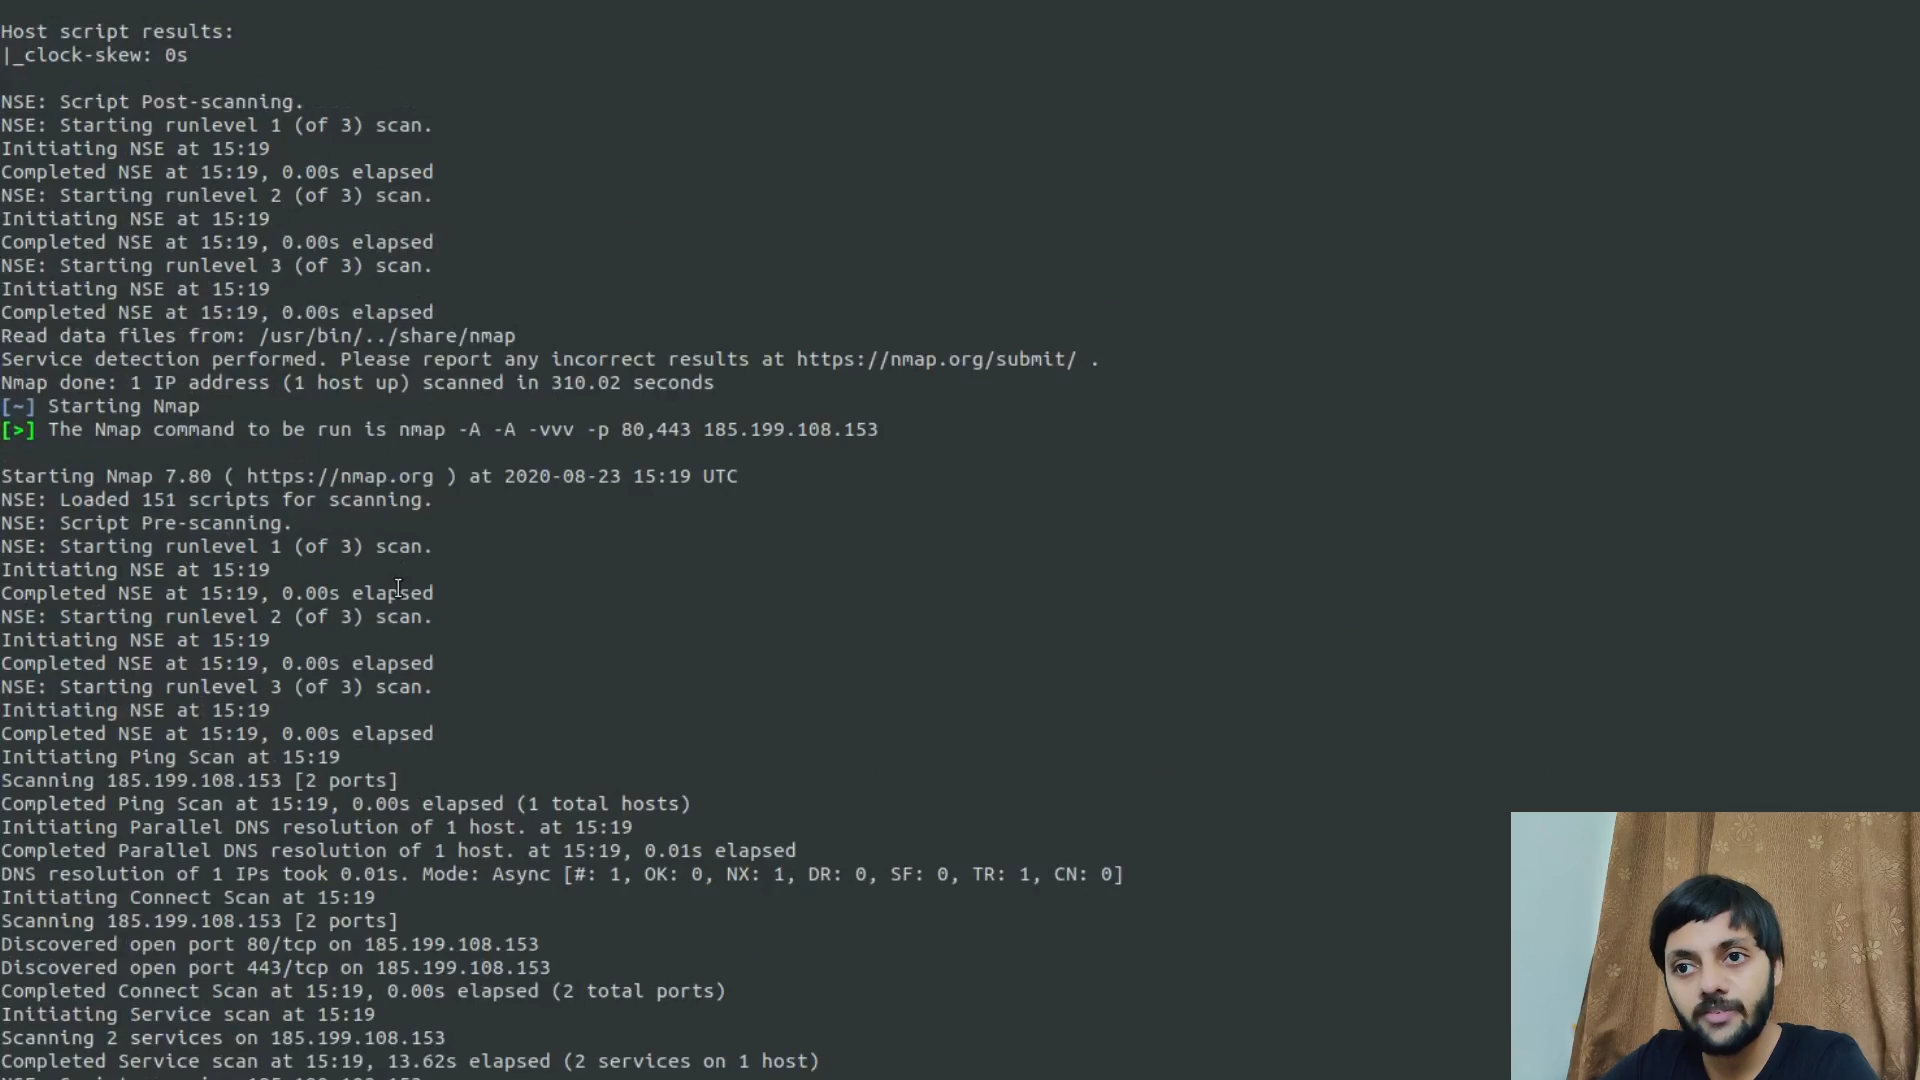 Host script results:
|_clock-skew: 0s
NSE: Script Post-scanning.
NSE: Starting runlevel 1 (of 3) scan.
Initiating NSE at 15:19
Completed NSE at 15:19, 0.00s elapsed
NSE: Starting runlevel 2 (of 3) scan.
Initiating NSE at 15:19
Completed NSE at 15:19, 0.00s elapsed
NSE: Starting runlevel 3 (of 3) scan.
Initiating NSE at 15:19
Completed NSE at 15:19, 0.00s elapsed
Read data files from: /usr/bin/../share/nmap
Service detection performed. Please report any incorrect results at https://nmap.org/submit/ .
Nmap done: 1 IP address (1 host up) scanned in 310.02 seconds
[~] Starting Nmap
[>] The Nmap command to be run is nmap -A -A -vvv -p 80,443 185.199.108.153
Starting Nmap 7.80 ( https://nmap.org ) at 2020-08-23 15:19 UTC
NSE: Loaded 151 scripts for scanning.
NSE: Script Pre-scanning.
NSE: Starting runlevel 1 (of 3) scan.
Initiating NSE at 15:19
Completed NSE at 15:19, 0.00s elapsed
NSE: Starting runlevel 2 (of 3) scan.
Initiating NSE at 15:19
Completed NSE at 15:19, 0.00s elapsed
NSE: Starting runlevel 3 (of 3) scan.
Initiating NSE at 15:19
Completed NSE at 15:19, 0.00s elapsed
Initiating Ping Scan at 15:19
Scanning 185.199.108.153 [2 ports]
Completed Ping Scan at 15:19, 0.00s elapsed (1 total hosts)
Initiating Parallel DNS resolution of 1 host. at 15:19
Completed Parallel DNS resolution of 1 host. at 15:19, 0.01s elapsed
DNS resolution of 1 IPs took 0.01s. Mode: Async [#: 1, OK: 0, NX: 1, DR: 0, SF: 0, TR: 1, CN: 0]
Initiating Connect Scan at 15:19
Scanning 185.199.108.153 [2 ports]
Discovered open port 80/tcp on 185.199.108.153
Discovered open port 443/tcp on 185.199.108.153
Completed Connect Scan at 15:19, 0.00s elapsed (2 total ports)
Initiating Service scan at 15:19
Scanning 2 services on 185.199.108.153
Completed Service scan at 15:19, 13.62s elapsed (2 services on 1 host)